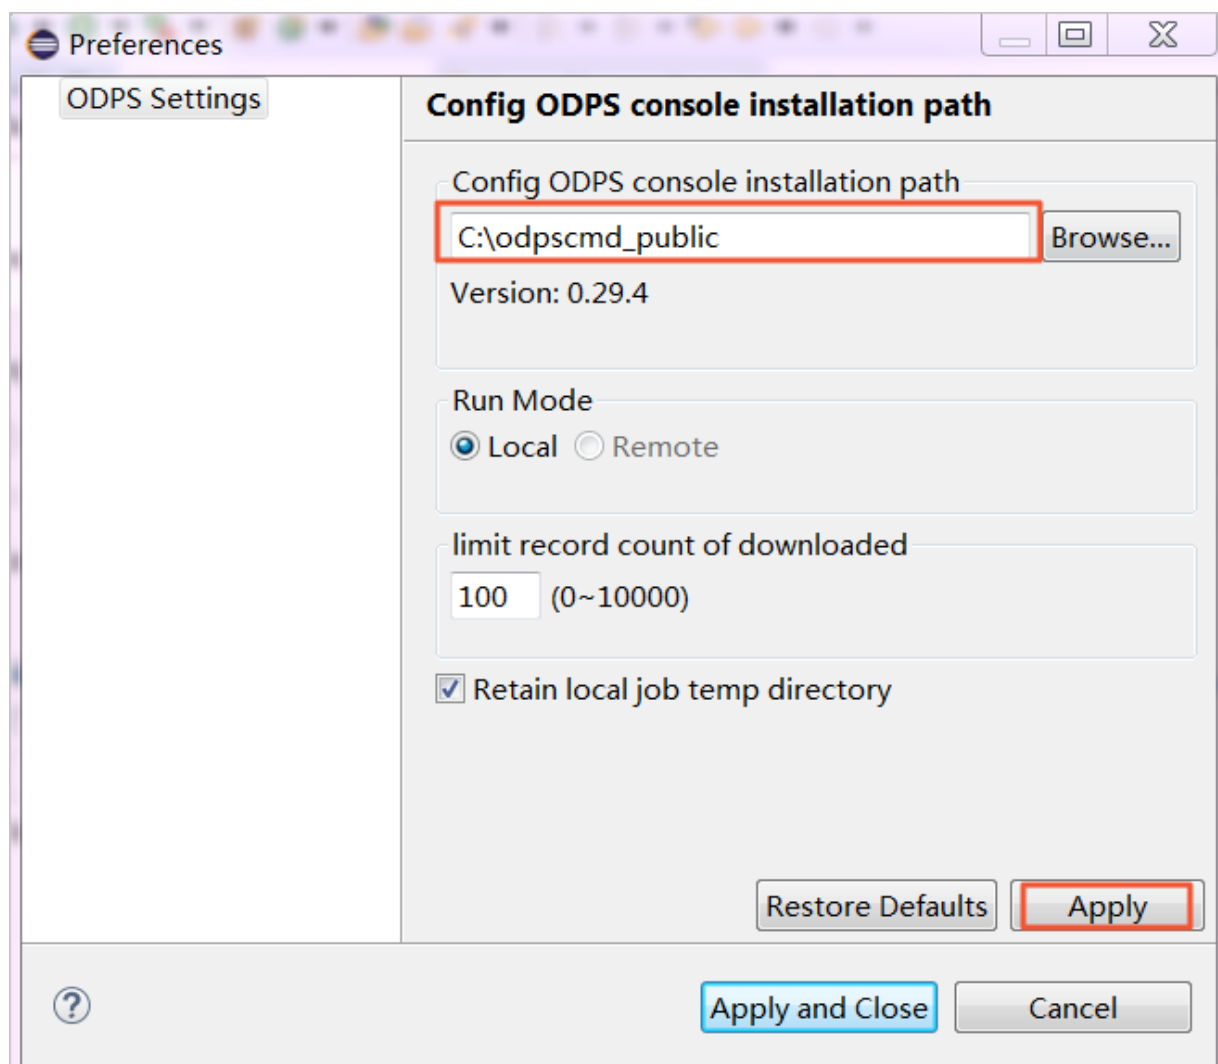 Preferences
ODPS Settings
Config ODPS console installation path
Config ODPS console installation path
C:\odpscmd_public
Browse...
Version: 0.29.4
Run Mode
Local
Remote
limit record count of downloaded
100 (0~10000)
Retain local job temp directory
Restore Defaults
Apply
?
Apply and Close
Cancel